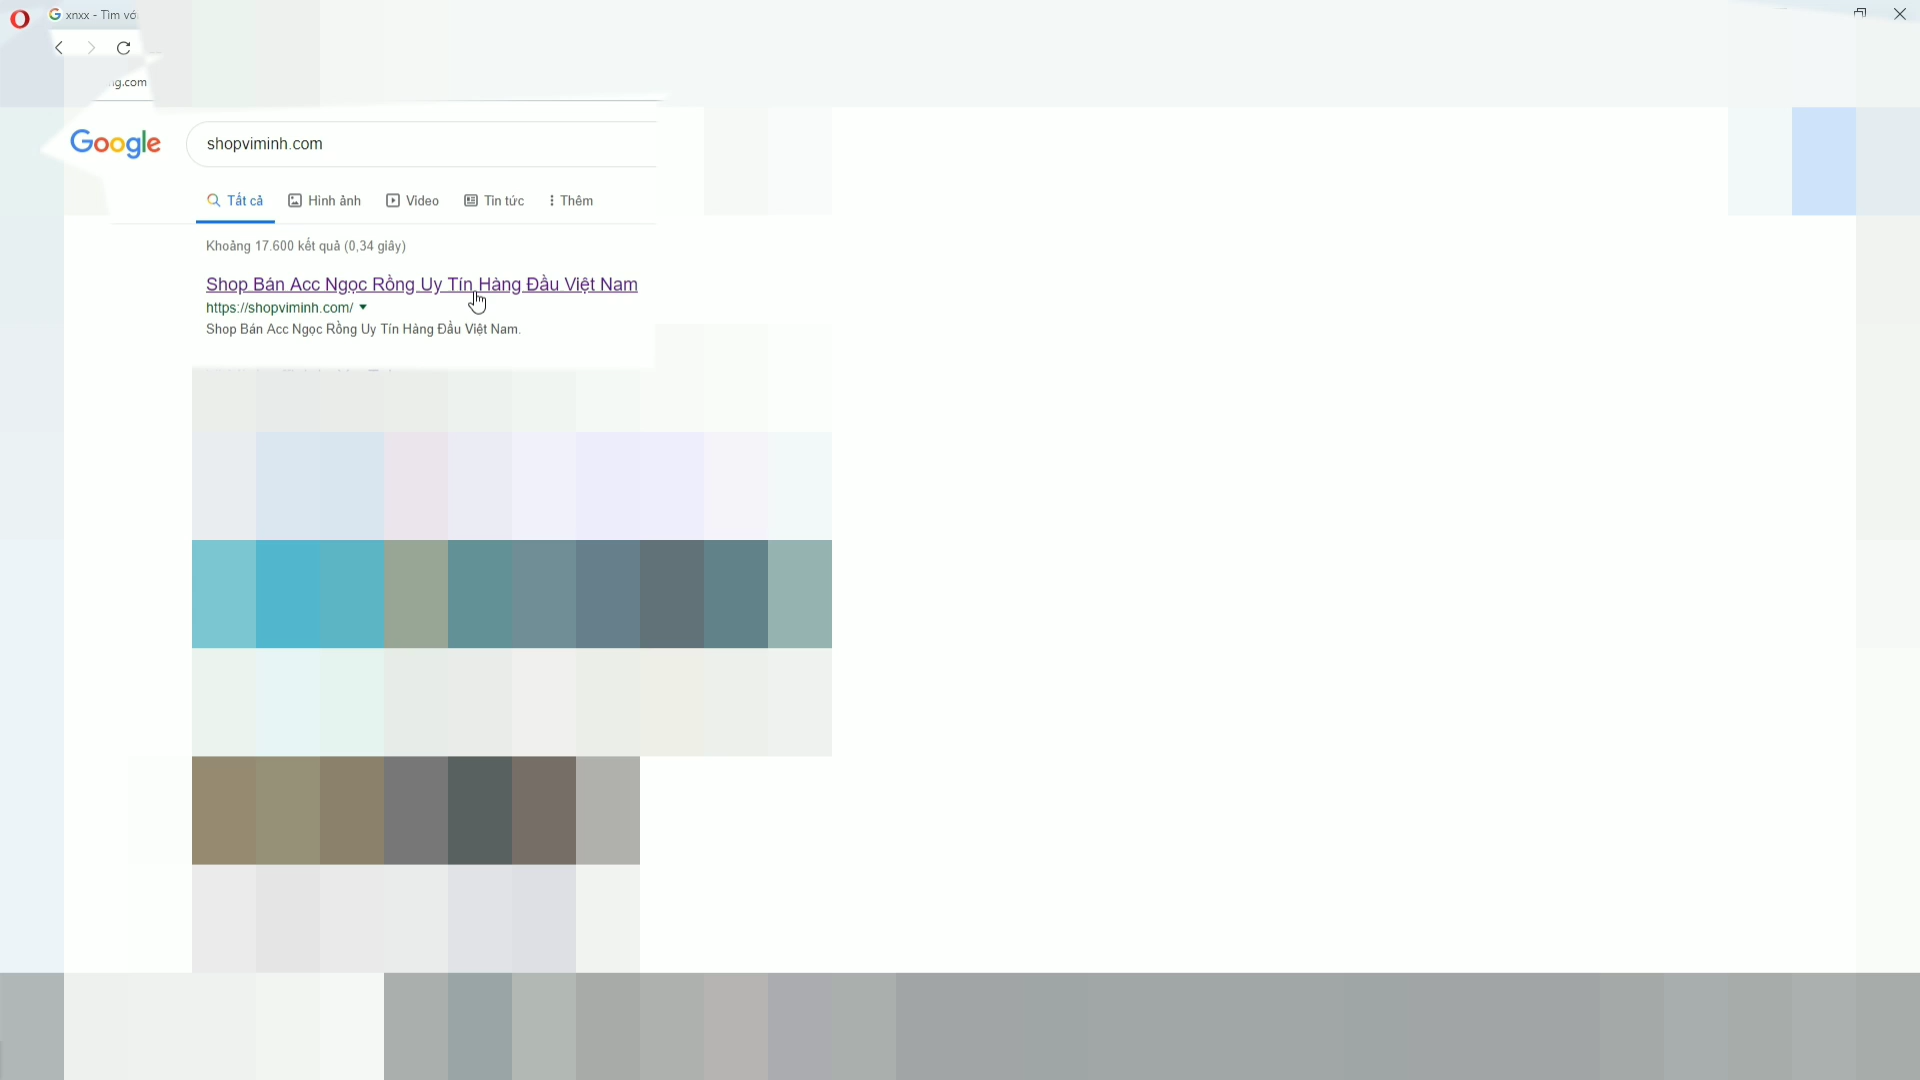 xnxx - Tìm vớ
ng.com
Google
shopviminh.com
Tất cả
Hình ảnh
Video
Tin tức
Thêm
Khoảng 17.600 kết quả (0,34 giây)
Shop Bán Acc Ngọc Rồng Uy Tín Hàng Đầu Việt Nam
https://shopviminh.com/
Shop Bán Acc Ngọc Rồng Uy Tín Hàng Đầu Việt Nam.